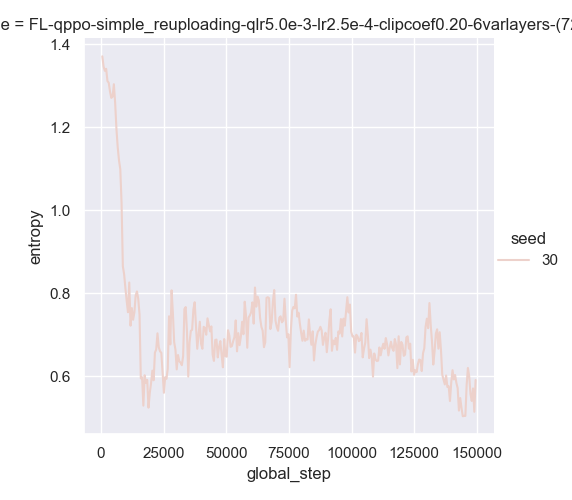 e = FL-qppo-simple_reuploading-qlr5.0e-3-lr2.5e-4-clipcoef0.20-6varlayers-(72
1.4
1.2
1.0
0.8
0.6
entropy
0 25000 50000 75000 100000 125000 150000
global_step
seed
30